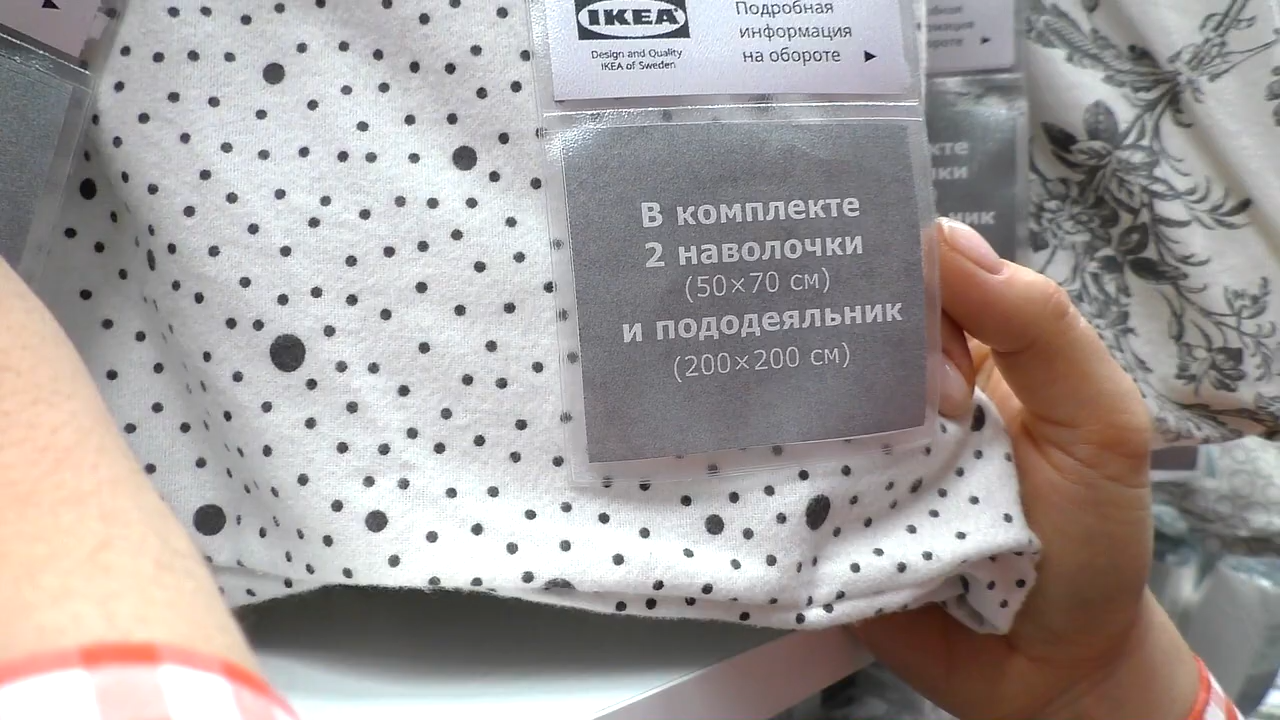 IKEA
Design and Quality
IKEA of Sweden
Подробная
информация
на обороте
В комплекте
2 наволочки
(50×70 см)
и пододеяльник
(200×200 см)